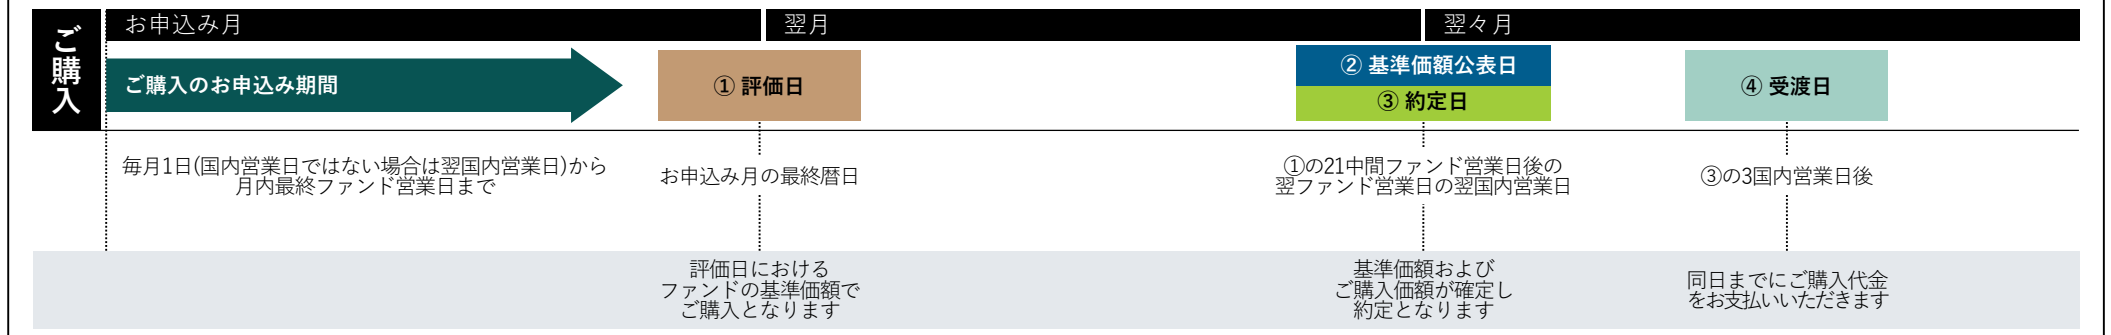 ご購入
お申込み月
翌月
翌々月
ご購入のお申込み期間
① 評価日
② 基準価額公表日
③ 約定日
④ 受渡日
毎月1日(国内営業日ではない場合は翌国内営業日)から
月内最終ファンド営業日まで
お申込み月の最終暦日
①の21中間ファンド営業日後の
翌ファンド営業日の翌国内営業日
③の3国内営業日後
評価日における
ファンドの基準価額で
ご購入となります
基準価額および
ご購入価額が確定し
約定となります
同日までにご購入代金
をお支払いいただきます